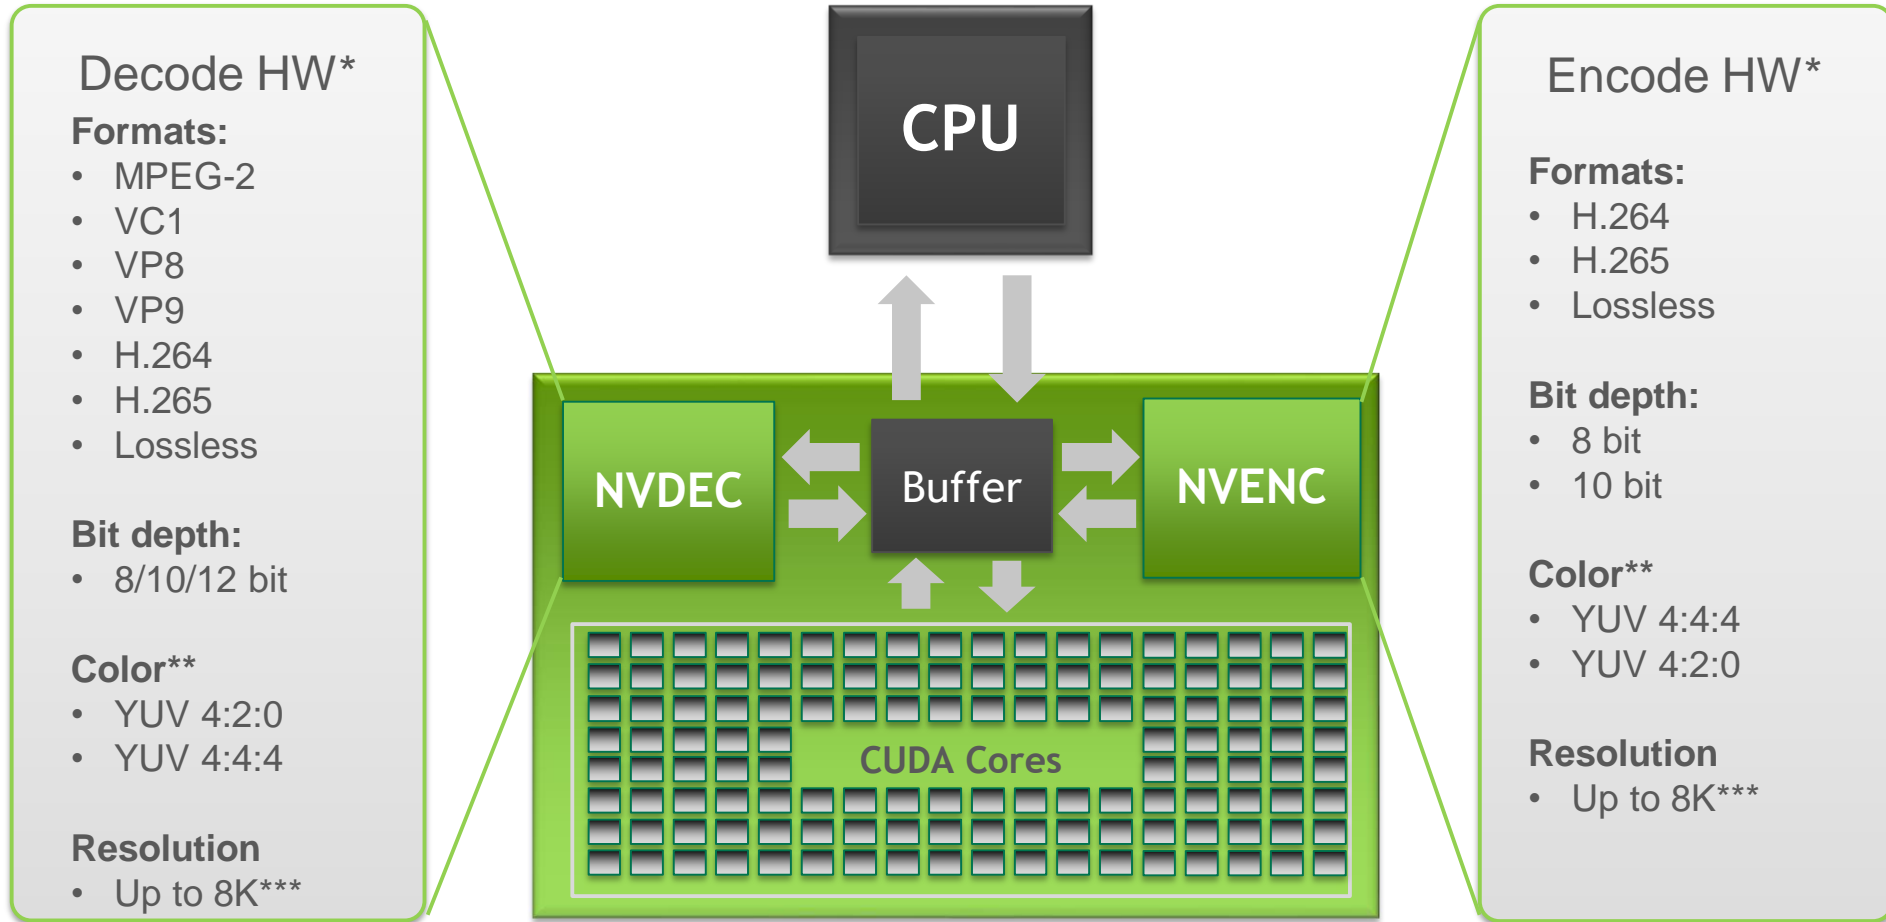 Decode HW*
Formats:
• MPEG-2
• VC1
• VP8
• VP9
• H.264
• H.265
• Lossless
Bit depth:
• 8/10/12 bit
Color**
• YUV 4:2:0
• YUV 4:4:4
Resolution
• Up to 8K***
CPU
NVDEC
Buffer
NVENC
CUDA Cores
Encode HW*
Formats:
• H.264
• H.265
• Lossless
Bit depth:
• 8 bit
• 10 bit
Color**
• YUV 4:4:4
• YUV 4:2:0
Resolution
• Up to 8K***